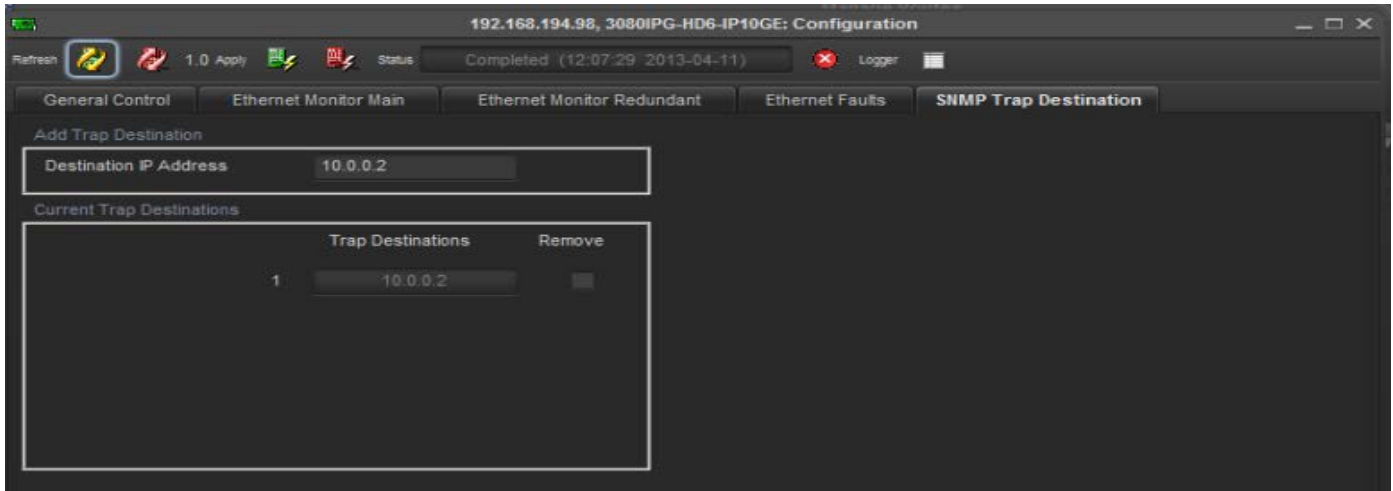 192.168.194.98, 3080IPG-HD6-IP10GE: Configuration
Refresh 1.0 Apply Status Completed (12:07:29 2013-04-11) Logger
General Control Ethernet Monitor Main Ethernet Monitor Redundant Ethernet Faults SNMP Trap Destination
Add Trap Destination
Destination IP Address 10.0.0.2
Current Trap Destinations
Trap Destinations Remove
1 10.0.0.2